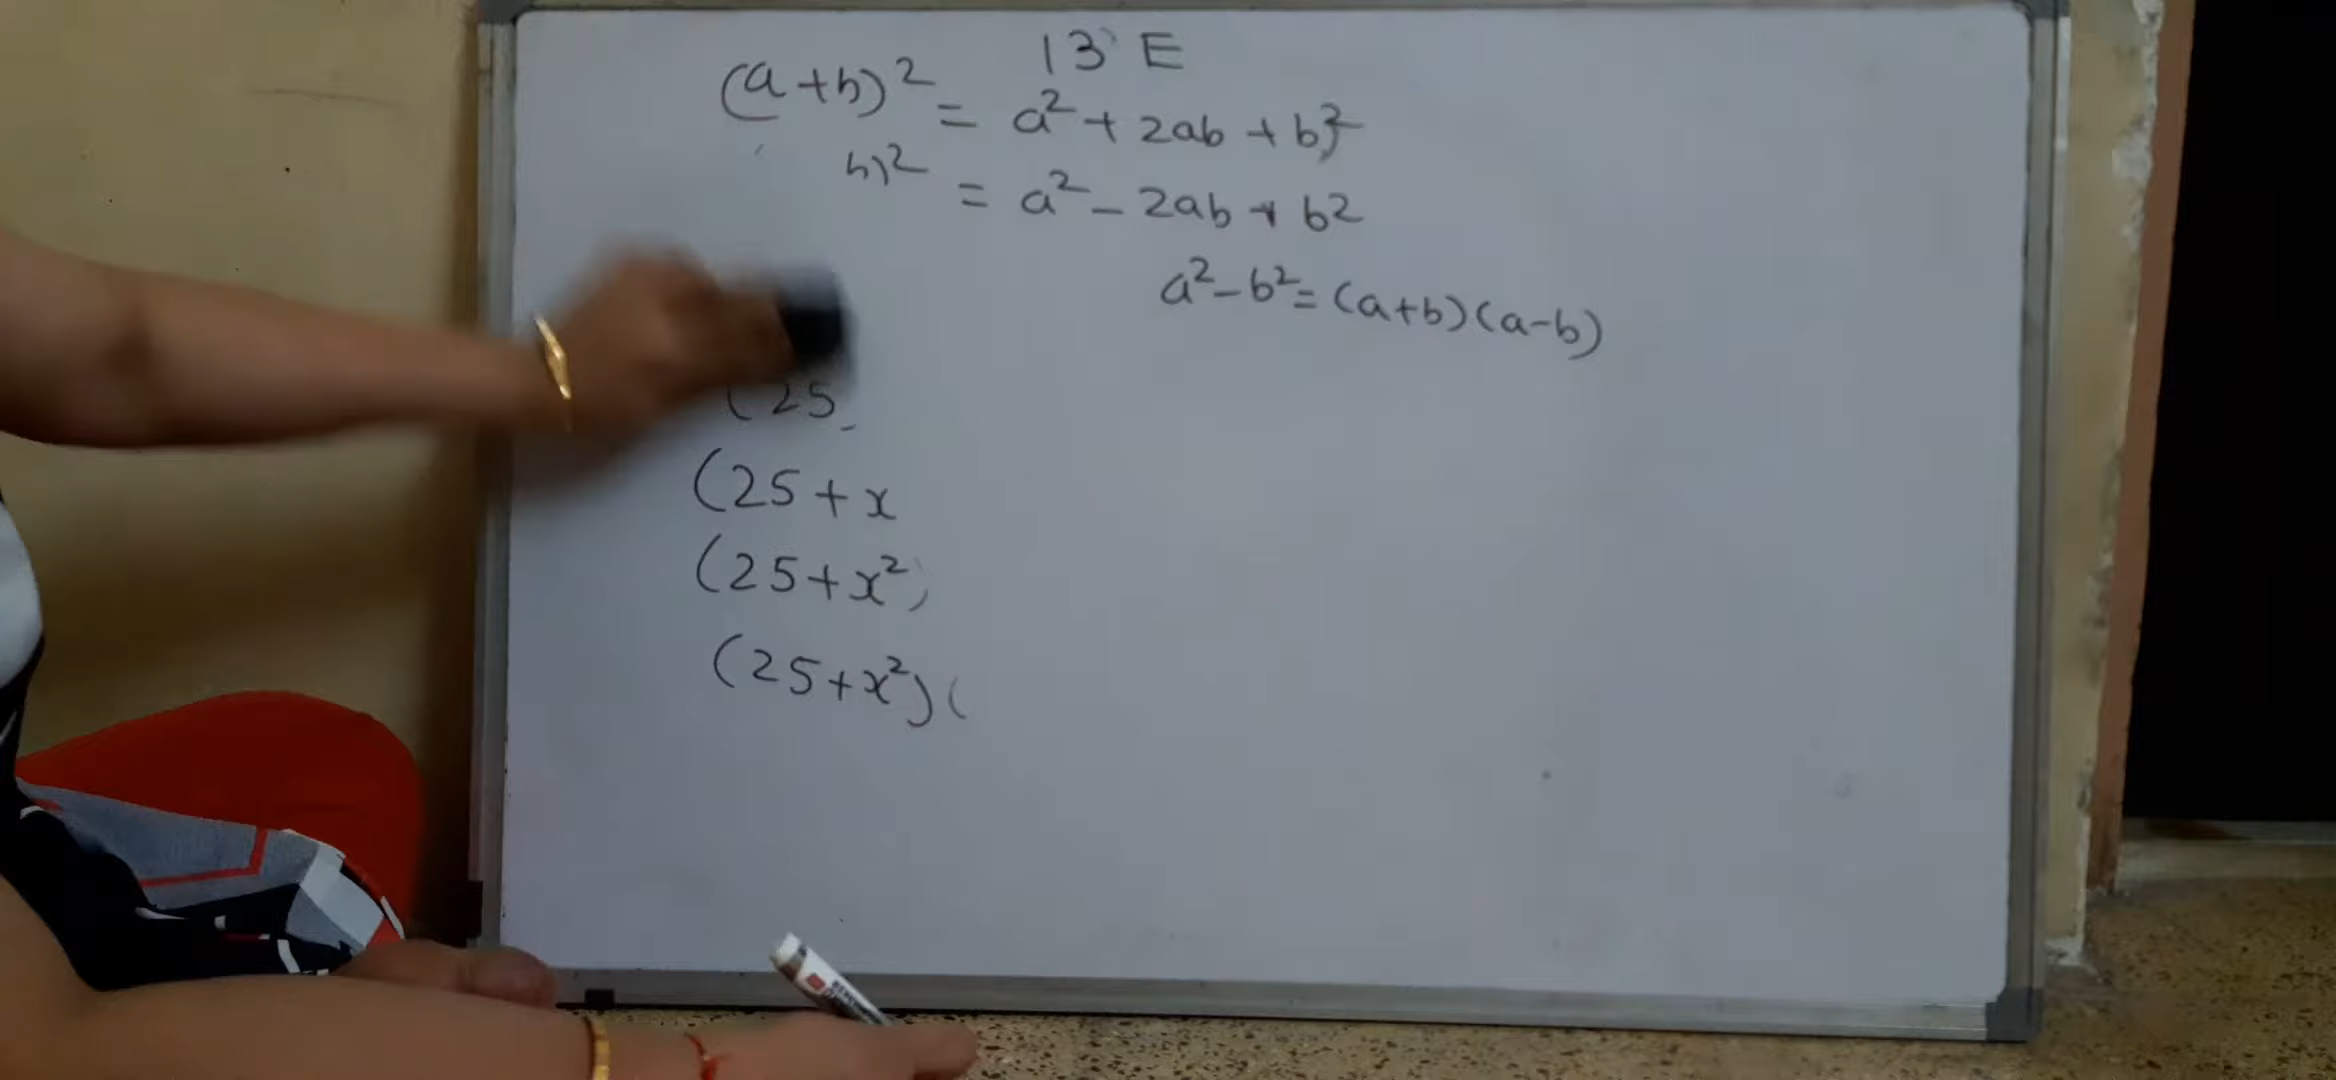 13 E
(a+b)² = a²+ 2ab + b²
b)² = a² - 2ab + b²
a²-b²= (a+b)(a-b)
(25
(25+x
(25+x²)
(25+x²)(